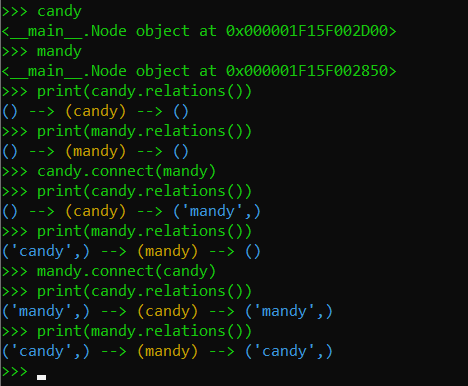 >>> candy
<__main__.Node object at 0x000001F15F002D00>
>>> mandy
<__main__.Node object at 0x000001F15F002850>
>>> print(candy.relations())
() --> (candy) --> ()
>>> print(mandy.relations())
() --> (mandy) --> ()
>>> candy.connect(mandy)
>>> print(candy.relations())
() --> (candy) --> ('mandy',)
>>> print(mandy.relations())
('candy',) --> (mandy) --> ()
>>> mandy.connect(candy)
>>> print(candy.relations())
('mandy',) --> (candy) --> ('mandy',)
>>> print(mandy.relations())
('candy',) --> (mandy) --> ('candy',)
>>>